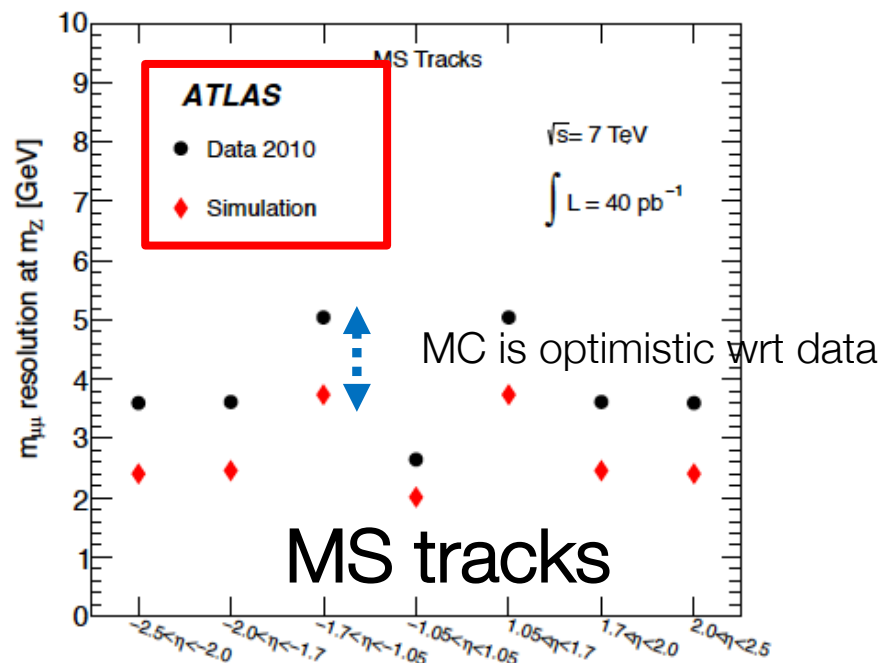 MS Tracks
ATLAS
Data 2010
Simulation
√s= 7 TeV
∫ L = 40 pb⁻¹
MC is optimistic wrt data
MS tracks
mμμ resolution at mZ [GeV]
10
9
8
7
6
5
4
3
2
1
0
-2.5<η<-2.0
-2.0<η<-1.7
-1.7<η<-1.05
-1.05<η<1.05
1.05<η<1.7
1.7<η<2.0
2.0<η<2.5